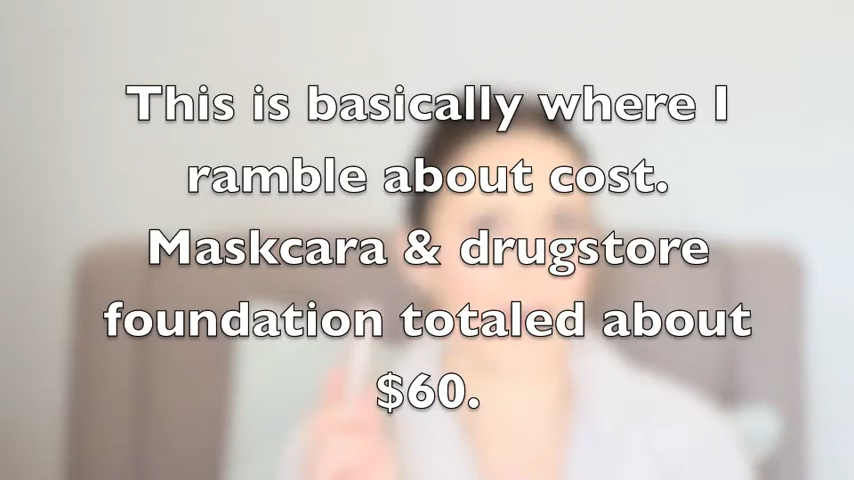 This is basically where I
ramble about cost.
Maskcara & drugstore
foundation totaled about
$60.